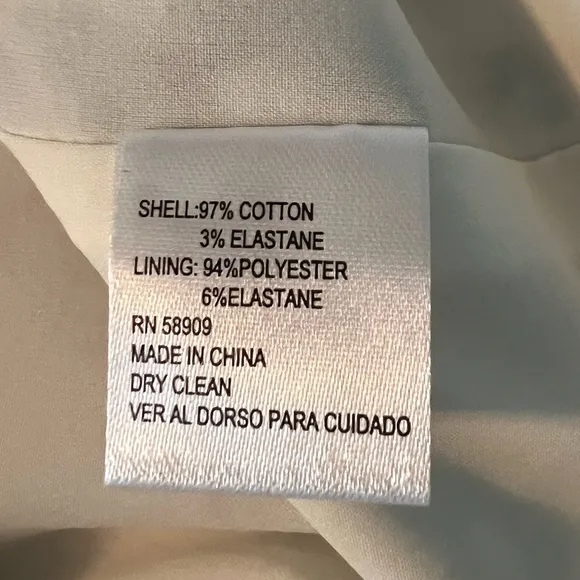 SHELL:97% COTTON
3% ELASTANE
LINING: 94%POLYESTER
6%ELASTANE
RN 58909
MADE IN CHINA
DRY CLEAN
VER AL DORSO PARA CUIDADO